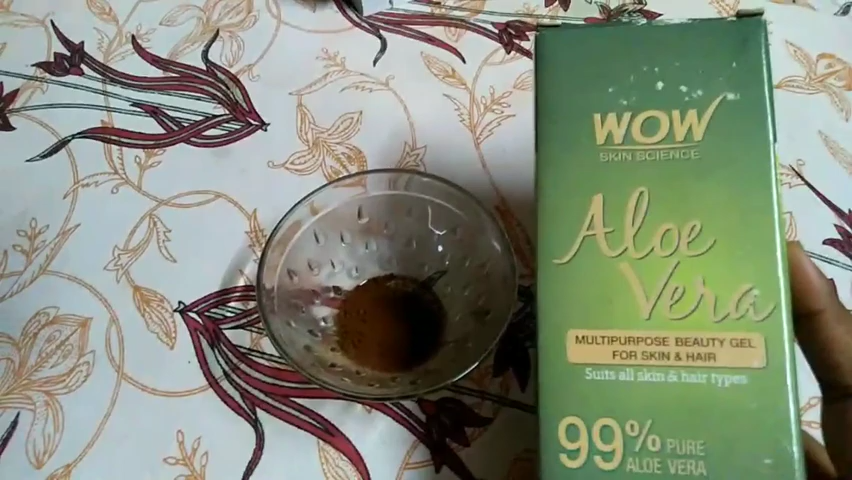 WOW
SKIN SCIENCE
Aloe
Vera
MULTIPURPOSE BEAUTY GEL
FOR SKIN & HAIR
Suits all skin & hair types
99% PURE
ALOE VERA